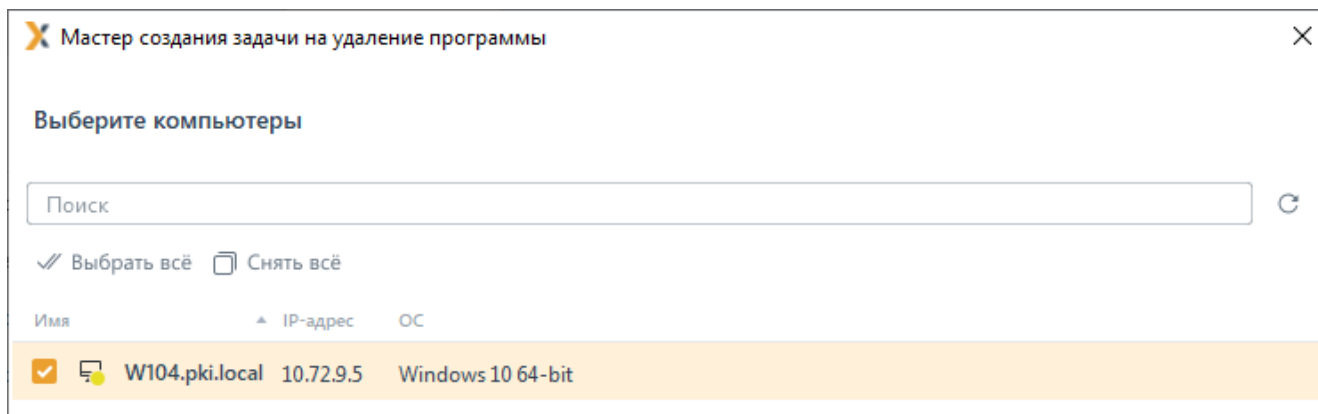 Мастер создания задачи на удаление программы
Выберите компьютеры
Поиск
Выбрать всё Снять всё
Имя IP-адрес ОС
W104.pki.local 10.72.9.5 Windows 10 64-bit